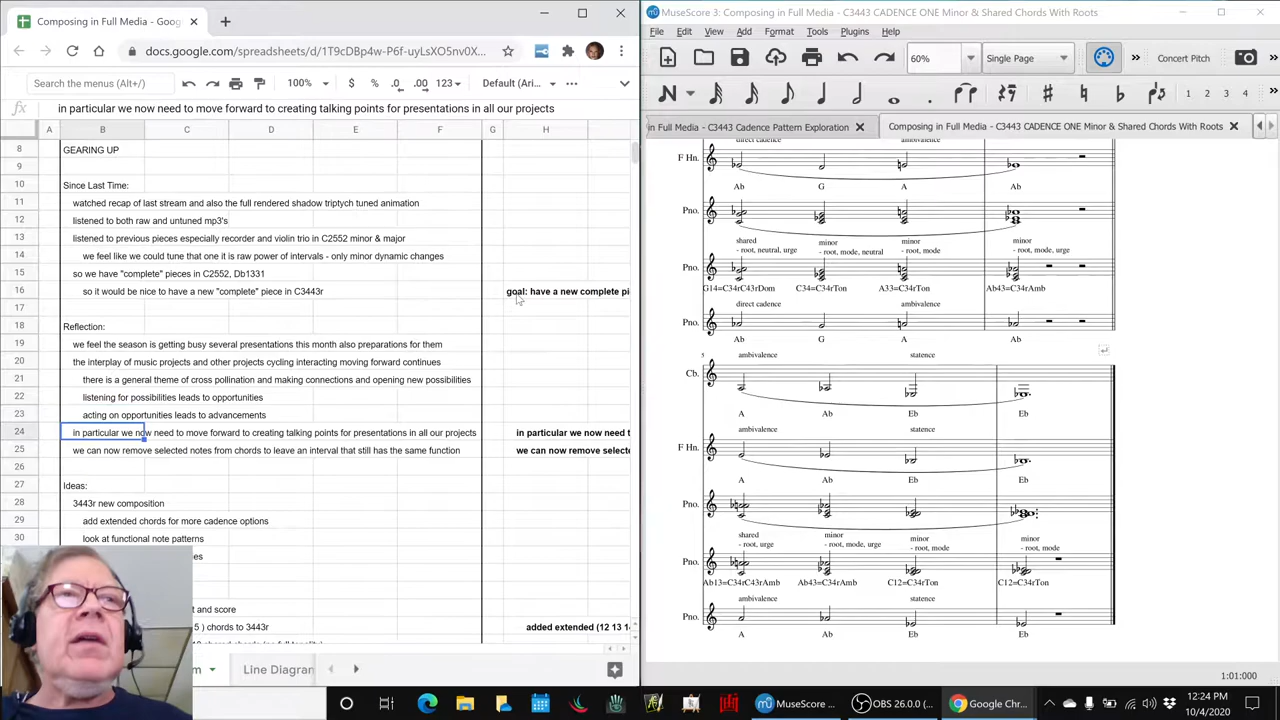 Composing in Full Media - Goog
docs.google.com/spreadsheets/d/1T9cDBp4w-P6f-uyLsXO5nv0X...
Search the menus (Alt+/)
100%
$ % .0 .00 123
Default (Ari...
in particular we now need to move forward to creating talking points for presentations in all our projects
A B C D E F G H
8 GEARING UP
9
10 Since Last Time:
11 watched recap of last stream and also the full rendered shadow triptych tuned animation
12 listened to both raw and untuned mp3's
13 listened to previous pieces especially recorder and violin trio in C2552 minor & major
14 we feel like we could tune that one it is raw power of intervals - only minor dynamic changes
15 so we have "complete" pieces in C2552, Db1331
16 so it would be nice to have a new "complete" piece in C3443r goal: have a new complete pi
17
18 Reflection:
19 we feel the season is getting busy several presentations this month also preparations for them
20 the interplay of music projects and other projects cycling interacting moving forward continues
21 there is a general theme of cross pollination and making connections and opening new possibilities
22 listening for possibilities leads to opportunities
23 acting on opportunities leads to advancements
24 in particular we now need to move forward to creating talking points for presentations in all our projects in particular we now need t
25 we can now remove selected notes from chords to leave an interval that still has the same function we can now remove select
26
27 Ideas:
28 3443r new composition
29 add extended chords for more cadence options
30 look at functional note patterns
t and score
5 ) chords to 3443r added extended (12 13 1
Line Diagran
MuseScore 3: Composing in Full Media - C3443 CADENCE ONE Minor & Shared Chords With Roots
File Edit View Add Format Tools Plugins Help
60%
Single Page
Concert Pitch
1 2 3 4
in Full Media - C3443 Cadence Pattern Exploration
Composing in Full Media - C3443 CADENCE ONE Minor & Shared Chords With Roots
direct cadence ambivalence
F Hn.
Ab G A Ab
Pno.
shared minor minor minor
- root, neutral, urge - root, mode, neutral - root, mode - root, mode, urge
Pno.
G14=C34rC43rDom C34=C34rTon A33=C34rTon Ab43=C34rAmb
direct cadence ambivalence
Pno.
Ab G A Ab
5
ambivalence statence
Cb.
A Ab Eb Eb
ambivalence statence
F Hn.
A Ab Eb Eb
Pno.
shared minor minor minor
- root, urge - root, mode, urge - root, mode - root, mode
Pno.
Ab13=C34rC43rAmb Ab43=C34rAmb C12=C34rTon C12=C34rTon
ambivalence statence
Pno.
A Ab Eb Eb
1:01:000
MuseScore ...
OBS 26.0.0 (...
Google Chr...
12:24 PM
10/4/2020